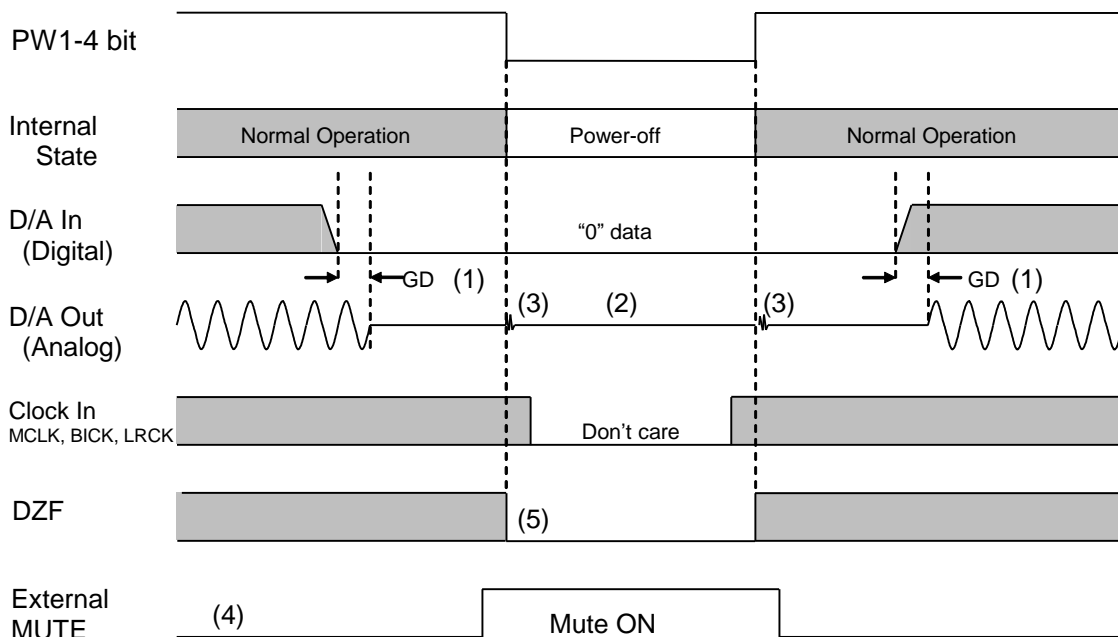 PW1-4 bit
Internal
State
Normal Operation
Power-off
Normal Operation
D/A In
(Digital)
“0” data
GD (1)
GD (1)
D/A Out
(Analog)
(3)
(2)
(3)
Clock In
MCLK, BICK, LRCK
Don’t care
DZF
(5)
External
MUTE
(4)
Mute ON